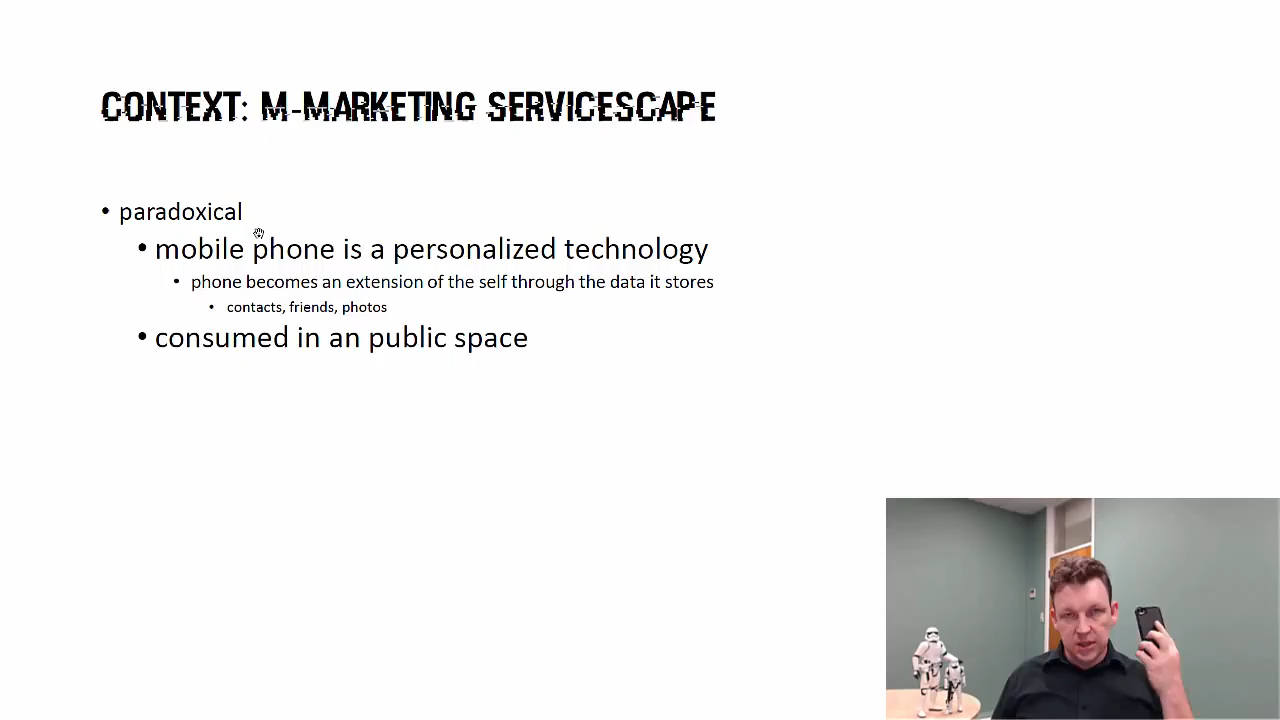 CONTEXT: M-MARKETING SERVICESCAPE
• paradoxical
• mobile phone is a personalized technology
• phone becomes an extension of the self through the data it stores
• contacts, friends, photos
• consumed in an public space